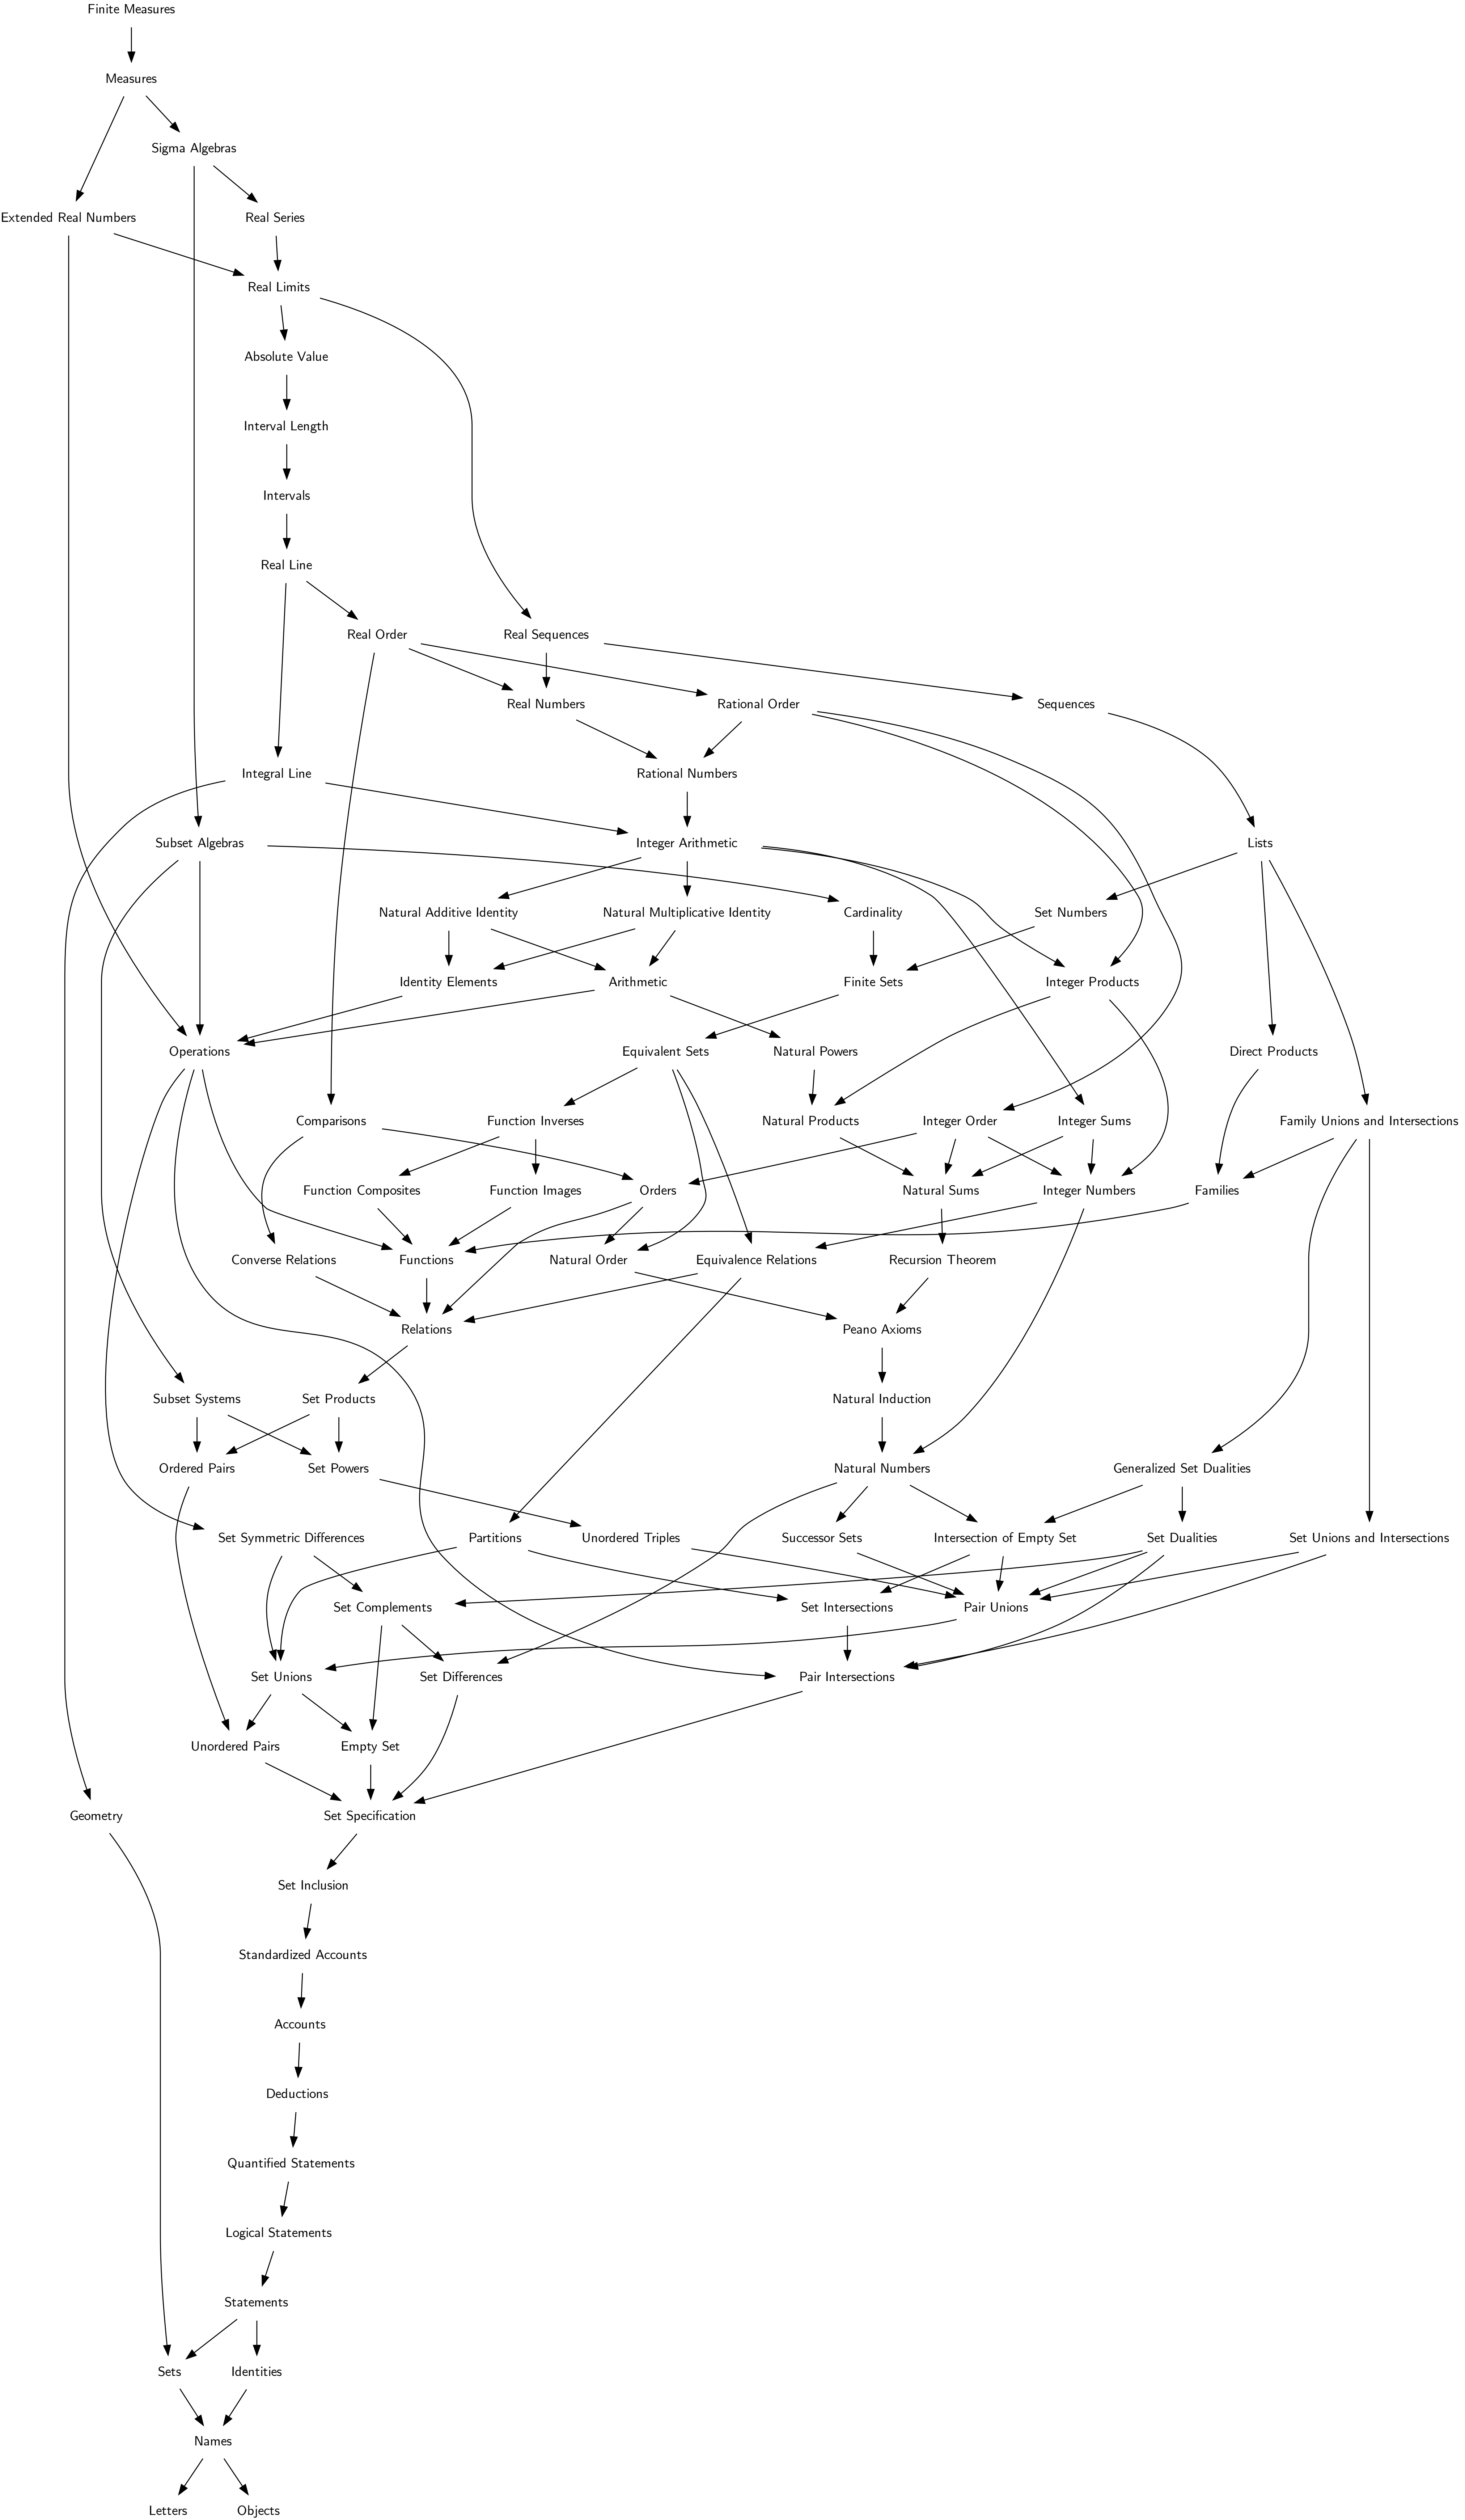 Finite Measures
Measures
Sigma Algebras
Extended Real Numbers
Real Series
Real Limits
Absolute Value
Interval Length
Intervals
Real Line
Real Order
Real Sequences
Real Numbers
Rational Order
Sequences
Integral Line
Rational Numbers
Subset Algebras
Integer Arithmetic
Lists
Natural Additive Identity
Natural Multiplicative Identity
Cardinality
Set Numbers
Identity Elements
Arithmetic
Finite Sets
Integer Products
Operations
Equivalent Sets
Natural Powers
Direct Products
Comparisons
Function Inverses
Natural Products
Integer Order
Integer Sums
Family Unions and Intersections
Function Composites
Function Images
Orders
Natural Sums
Integer Numbers
Families
Converse Relations
Functions
Natural Order
Equivalence Relations
Recursion Theorem
Relations
Peano Axioms
Subset Systems
Set Products
Natural Induction
Ordered Pairs
Set Powers
Natural Numbers
Generalized Set Dualities
Set Symmetric Differences
Partitions
Unordered Triples
Successor Sets
Intersection of Empty Set
Set Dualities
Set Unions and Intersections
Set Complements
Set Intersections
Pair Unions
Set Unions
Set Differences
Pair Intersections
Unordered Pairs
Empty Set
Geometry
Set Specification
Set Inclusion
Standardized Accounts
Accounts
Deductions
Quantified Statements
Logical Statements
Statements
Sets
Identities
Names
Letters
Objects